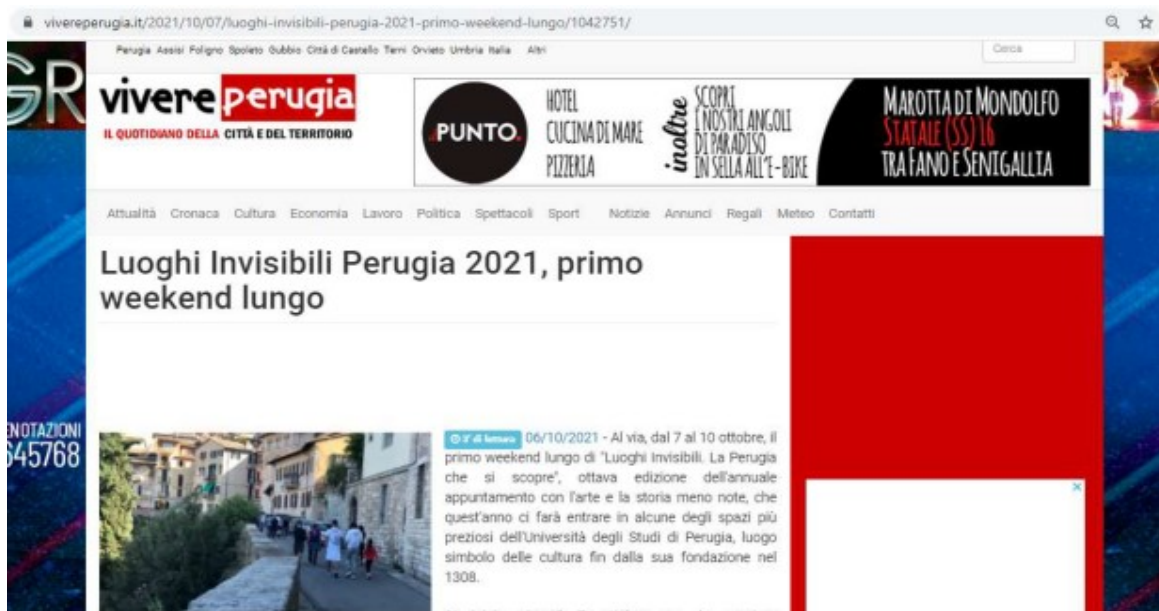 vivereperugia.it/2021/10/07/luoghi-invisibili-perugia-2021-primo-weekend-lungo/1042751/
Perugia Assisi Foligno Spoleto Gubbio Città di Castello Terni Orvieto Umbria Italia Altri
Cerca
GR
vivere perugia
IL QUOTIDIANO DELLA CITTÀ E DEL TERRITORIO
.PUNTO.
HOTEL
CUCINA DI MARE
PIZZERIA
inoltre
SCOPRI
I NOSTRI ANGOLI
DI PARADISO
IN SELLA ALL'E-BIKE
MAROTTA DI MONDOLFO
STATALE (SS) 16
TRA FANO E SENIGALLIA
Attualità Cronaca Cultura Economia Lavoro Politica Spettacoli Sport Notizie Annunci Regali Meteo Contatti
Luoghi Invisibili Perugia 2021, primo
weekend lungo
NOTAZIONI
645768
3' di lettura 06/10/2021 - Al via, dal 7 al 10 ottobre, il
primo weekend lungo di "Luoghi Invisibili. La Perugia
che si scopre", ottava edizione dell'annuale
appuntamento con l'arte e la storia meno note, che
quest'anno ci farà entrare in alcune degli spazi più
preziosi dell'Università degli Studi di Perugia, luogo
simbolo delle cultura fin dalla sua fondazione nel
1308.